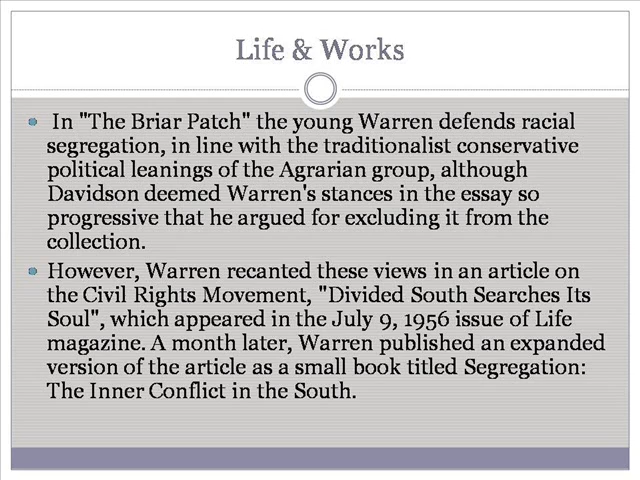 Life & Works
In "The Briar Patch" the young Warren defends racial
segregation, in line with the traditionalist conservative
political leanings of the Agrarian group, although
Davidson deemed Warren's stances in the essay so
progressive that he argued for excluding it from the
collection.
However, Warren recanted these views in an article on
the Civil Rights Movement, "Divided South Searches Its
Soul", which appeared in the July 9, 1956 issue of Life
magazine. A month later, Warren published an expanded
version of the article as a small book titled Segregation:
The Inner Conflict in the South.